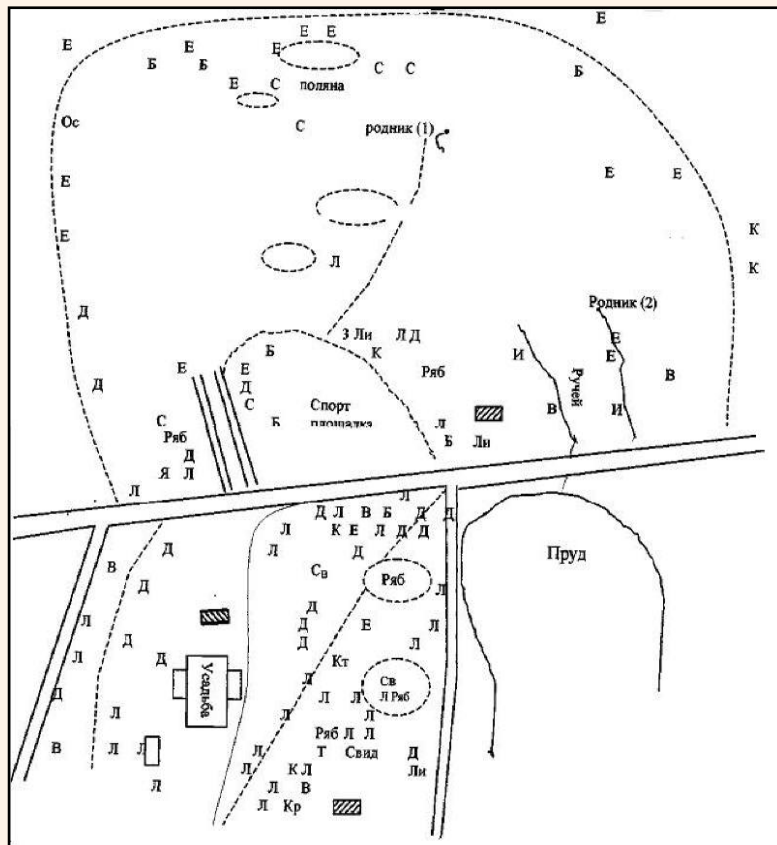 Е Е Е
Е Е Е
Б Б С С Б
Е С поляна
Ос С родник (1)
Е Е Е
Е К
Л К
Д Родник (2)
З Ли Л Д Е
Б К И Е
Е Е Ряб Ручей В
Д Д
С Спорт В И
С Б площадка Л
Ряб Б Ли
Д
Я Л
Л Л
Д Л В Б Д Д
Л К Е Л Д Д
Д Л Д Пруд
В Св Ряб
Д Л
Д
Л Д Е Л
Д Д Л
Л Д Кт
Усадьба Л Св
Д Л Л Л Ряб
Л Л Л
Ряб Л Л
В Л Л Л Т Свид Д
Л К Л Ли
Л Л В
Л Кр